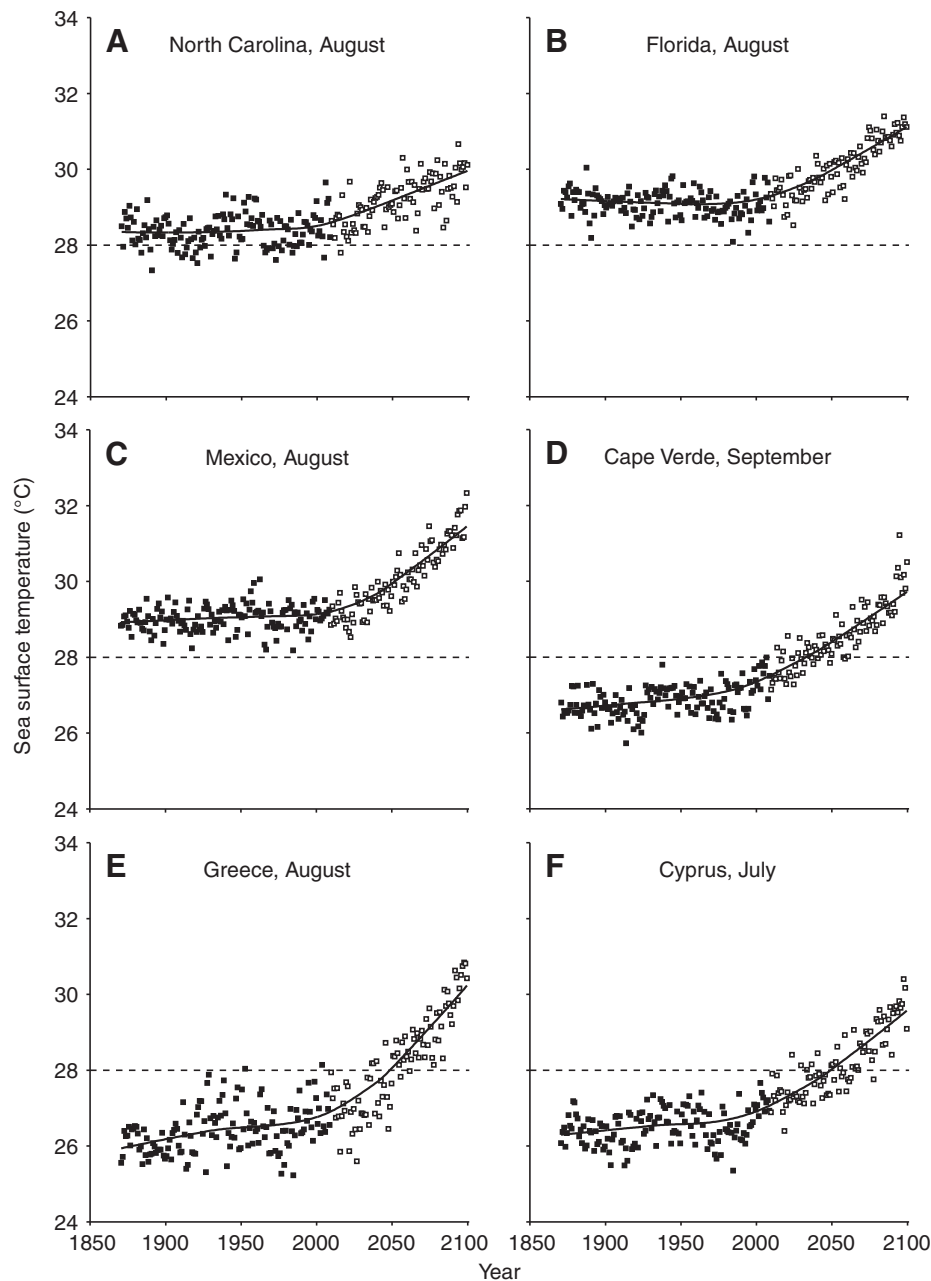 34
A North Carolina, August
B Florida, August
32
30
28
26
24
34
C Mexico, August
D Cape Verde, September
32
30
28
26
24
Sea surface temperature (°C)
34
E Greece, August
F Cyprus, July
32
30
28
26
24
1850 1900 1950 2000 2050 2100 1850 1900 1950 2000 2050 2100
Year